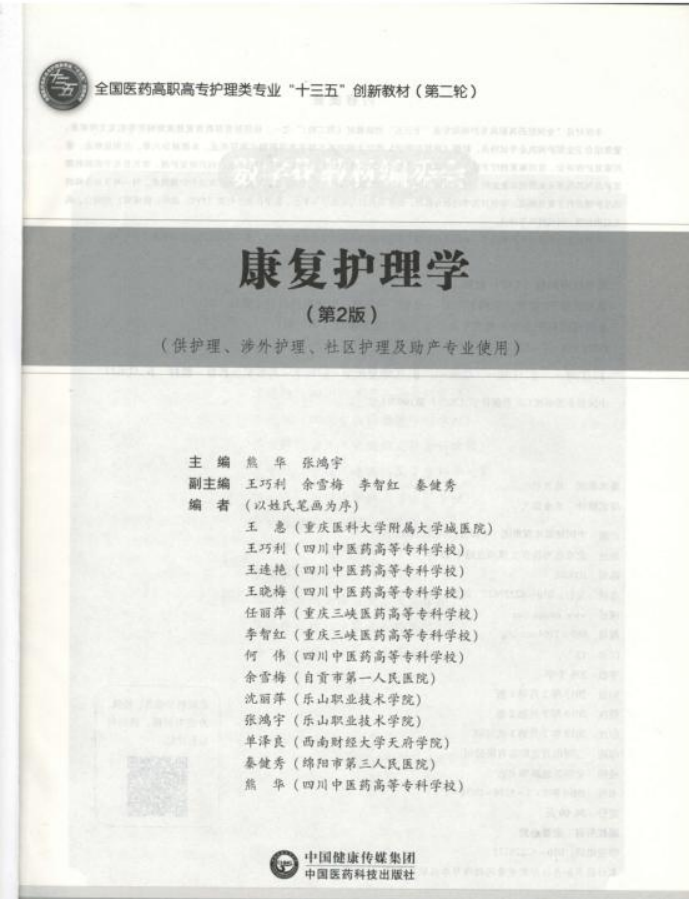 全国医药高职高专护理类专业“十三五”创新教材（第二轮）
康复护理学
（第2版）
（供护理、涉外护理、社区护理及助产专业使用）
主　编　熊　华　张鸿宇
副主编　王巧利　余雪梅　李智红　秦健秀
编　者　（以姓氏笔画为序）
王　惠（重庆医科大学附属大学城医院）
王巧利（四川中医药高等专科学校）
王连艳（四川中医药高等专科学校）
王晓梅（四川中医药高等专科学校）
任丽萍（重庆三峡医药高等专科学校）
李智红（重庆三峡医药高等专科学校）
何　伟（四川中医药高等专科学校）
余雪梅（自贡市第一人民医院）
沈丽萍（乐山职业技术学院）
张鸿宇（乐山职业技术学院）
单泽良（西南财经大学天府学院）
秦健秀（绵阳市第三人民医院）
熊　华（四川中医药高等专科学校）
中国健康传媒集团
中国医药科技出版社